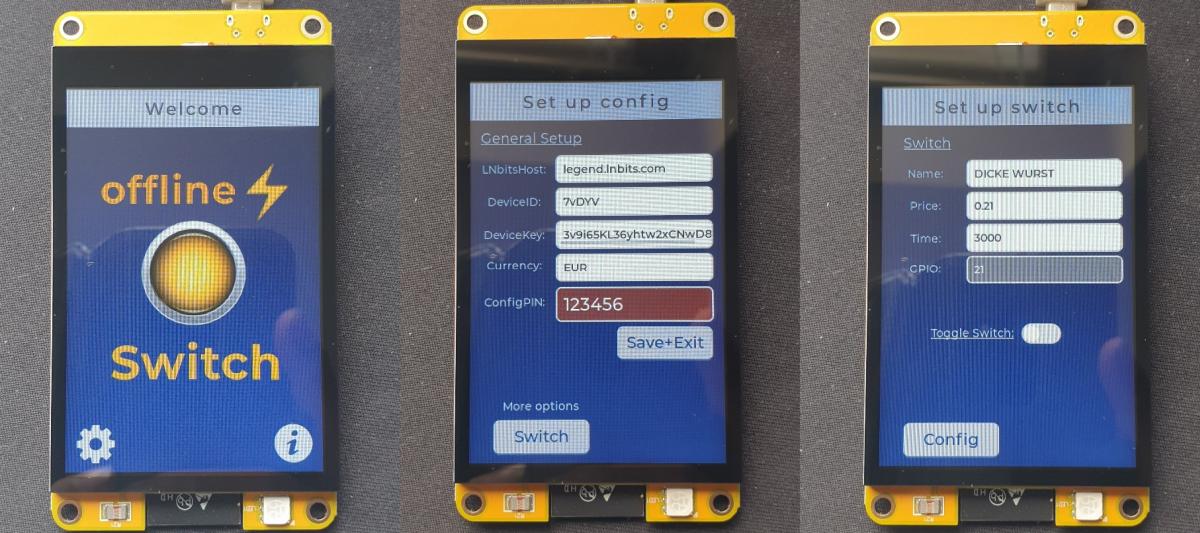 Welcome
offline
Switch
i
Set up config
General Setup
LNbitsHost: legend.lnbits.com
DeviceID: 7vDYV
DeviceKey: 3v9i65KL36yhtw2xCNwD8
Currency: EUR
ConfigPIN: 123456
Save+Exit
More options
Switch
Set up switch
Switch
Name: DICKE WURST
Price: 0.21
Time: 3000
GPIO: 21
Toggle Switch:
Config